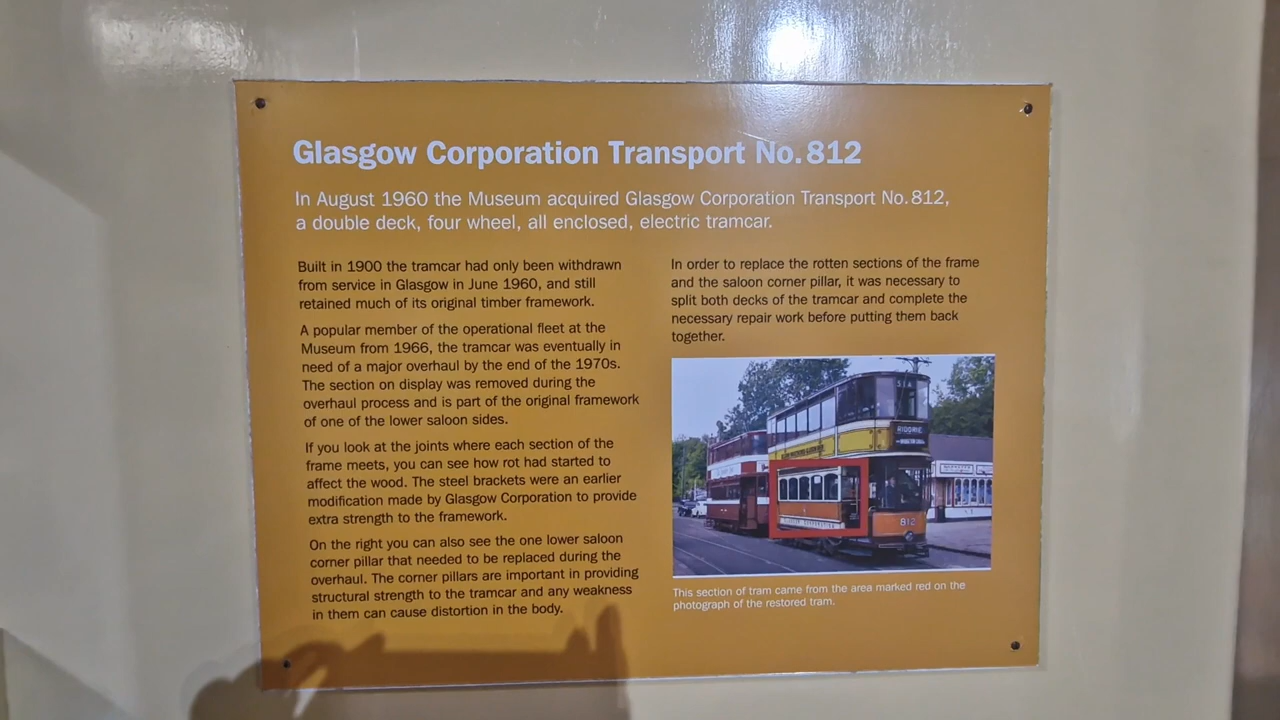 Glasgow Corporation Transport No. 812
In August 1960 the Museum acquired Glasgow Corporation Transport No. 812,
a double deck, four wheel, all enclosed, electric tramcar.
Built in 1900 the tramcar had only been withdrawn
from service in Glasgow in June 1960, and still
retained much of its original timber framework.
A popular member of the operational fleet at the
Museum from 1966, the tramcar was eventually in
need of a major overhaul by the end of the 1970s.
The section on display was removed during the
overhaul process and is part of the original framework
of one of the lower saloon sides.
If you look at the joints where each section of the
frame meets, you can see how rot had started to
affect the wood. The steel brackets were an earlier
modification made by Glasgow Corporation to provide
extra strength to the framework.
On the right you can also see the one lower saloon
corner pillar that needed to be replaced during the
overhaul. The corner pillars are important in providing
structural strength to the tramcar and any weakness
in them can cause distortion in the body.
In order to replace the rotten sections of the frame
and the saloon corner pillar, it was necessary to
split both decks of the tramcar and complete the
necessary repair work before putting them back
together.
RIDDRIE
812
This section of tram came from the area marked red on the
photograph of the restored tram.